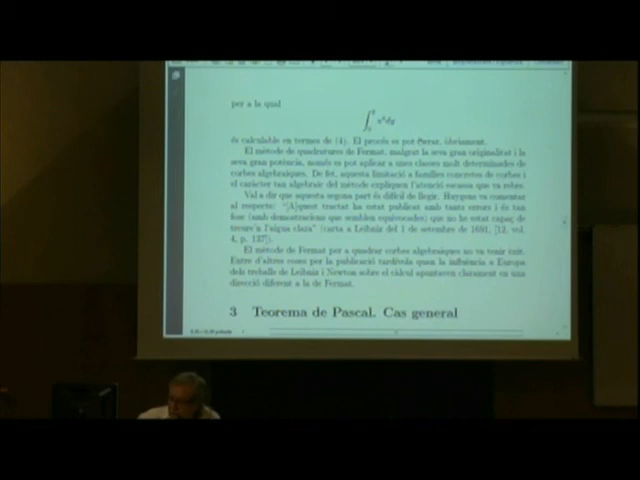 per a la qual
és calculable en termes de (4). El procés es pot iterar, òbviament.
El mètode de quadratures de Fermat, malgrat la seva gran originalitat i la
seva gran potència, només es pot aplicar a unes classes molt determinades de
corbes algebraiques. De fet, aquesta limitació a famílies concretes de corbes i
el caràcter tan algebraic del mètode expliquen l'atenció escassa que va rebre.
Val a dir que aquesta segona part és difícil de llegir. Huygens va comentar
al respecte: "[A]quest tractat ha estat publicat amb tants errors i és tan
fosc (amb demostracions que semblen equivocades) que no he estat capaç de
treure'n l'aigua clara" (carta a Leibniz del 1 de setembre de 1691, [12, vol.
4, p. 137]).
El mètode de Fermat per a quadrar corbes algebraiques no va tenir èxit.
Entre d'altres coses per la publicació tardívola quan la influència a Europa
dels treballs de Leibniz i Newton sobre el càlcul apuntaven clarament en una
direcció diferent a la de Fermat.
3 Teorema de Pascal. Cas general